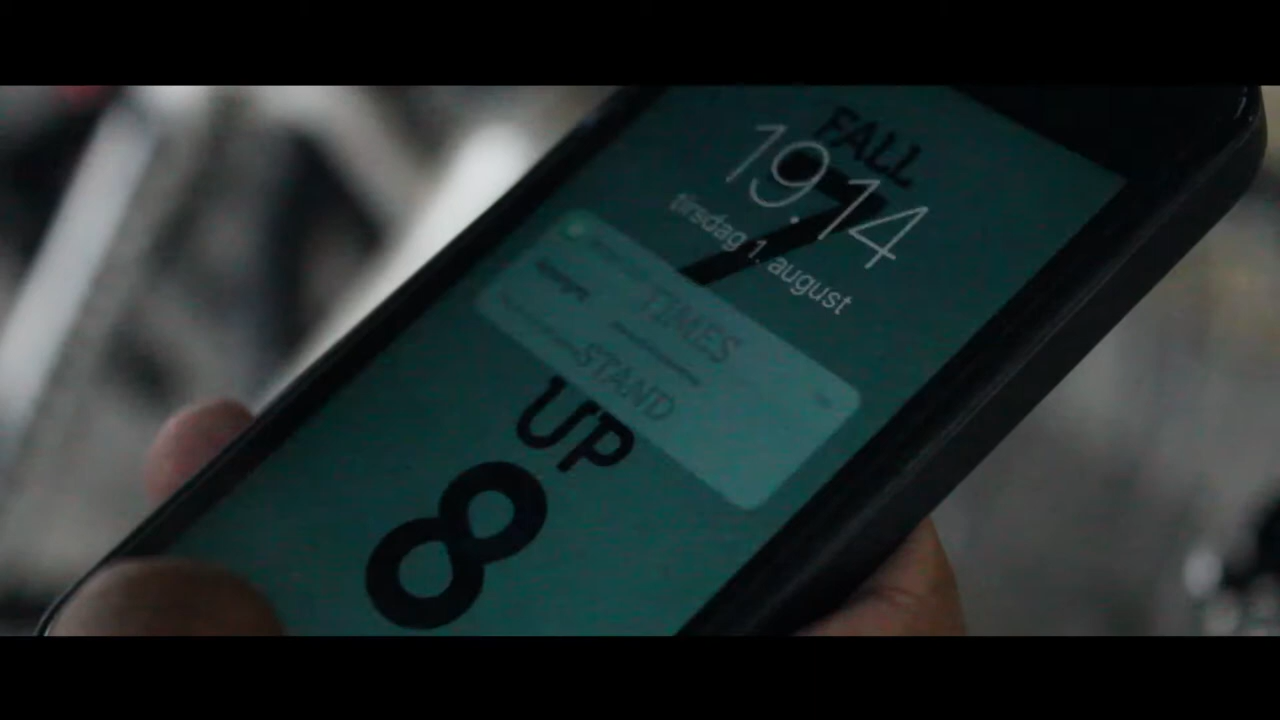 FALL
19.14
7
tirsdag 1. august
TIMES
STAND
UP
8